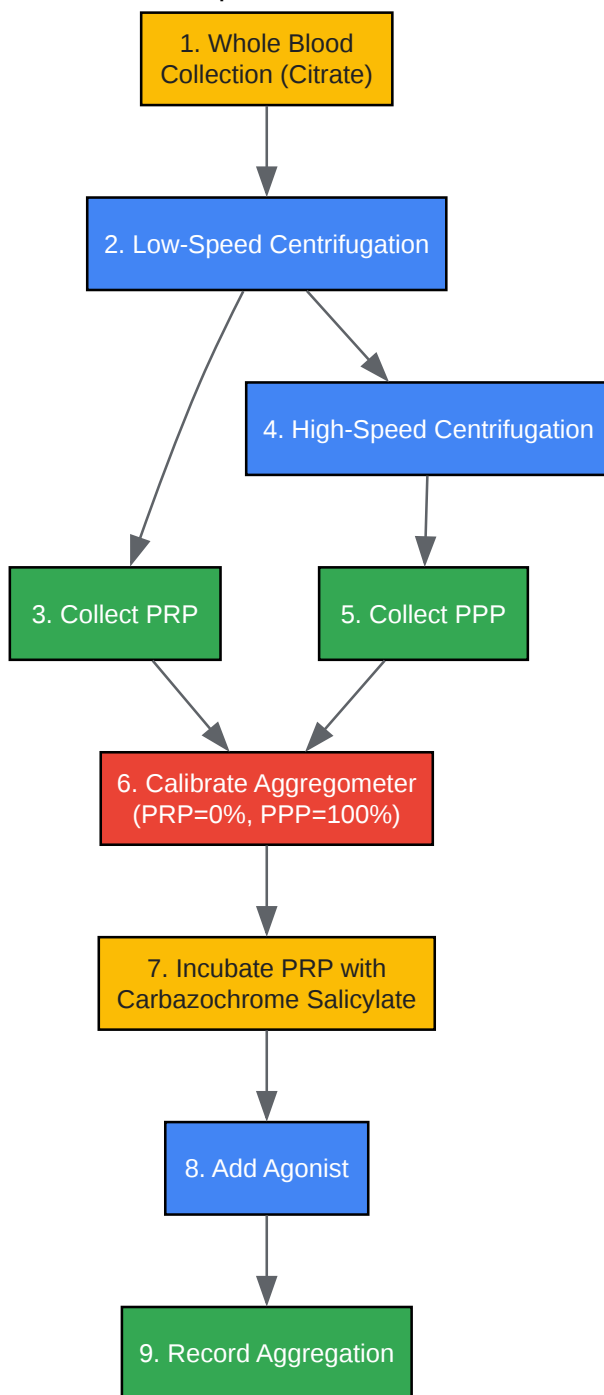 1. Whole Blood
Collection (Citrate)
2. Low-Speed Centrifugation
4. High-Speed Centrifugation
3. Collect PRP
5. Collect PPP
6. Calibrate Aggregometer
(PRP=0%, PPP=100%)
7. Incubate PRP with
Carbazochrome Salicylate
8. Add Agonist
9. Record Aggregation